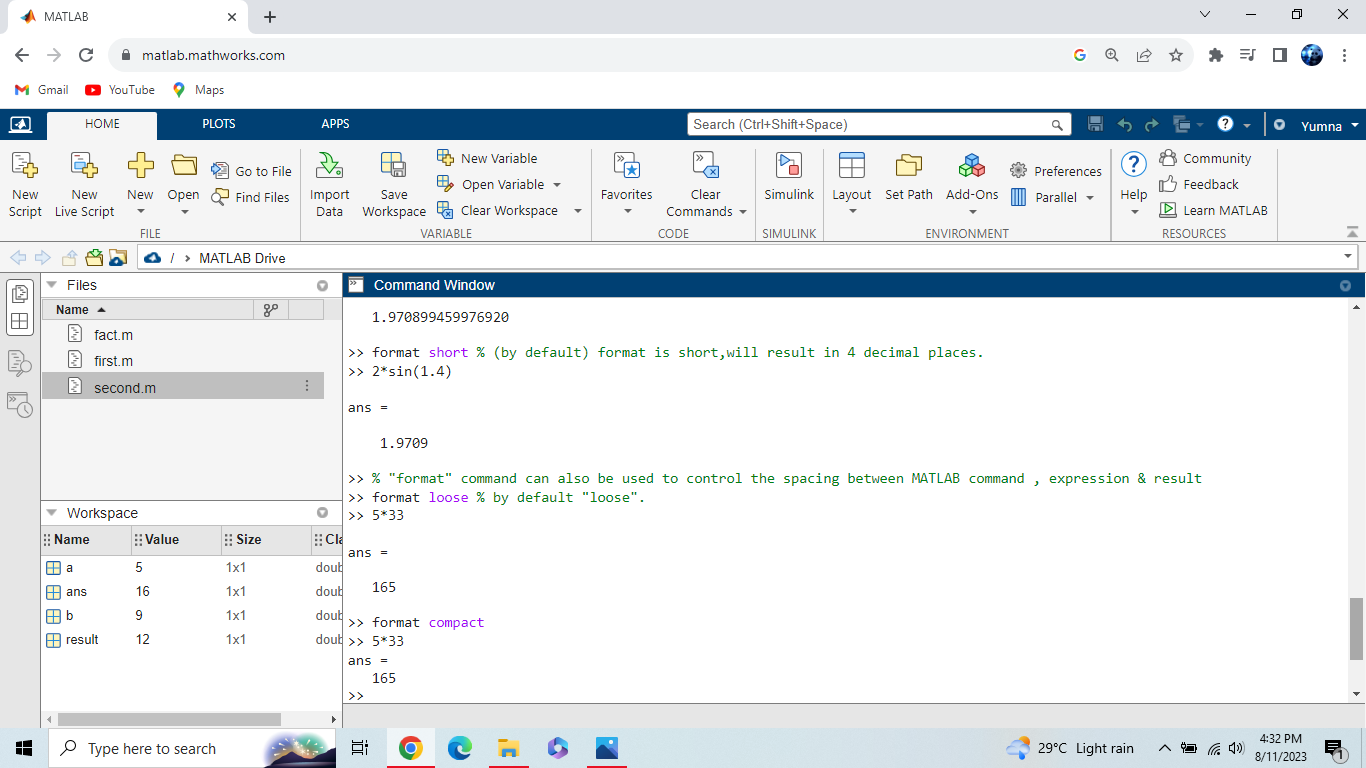 MATLAB
matlab.mathworks.com
Gmail YouTube Maps
HOME PLOTS APPS Search (Ctrl+Shift+Space) Yumna
New Script
New Live Script
New
Open
Go to File
Find Files
FILE
Import Data
Save Workspace
New Variable
Open Variable
Clear Workspace
VARIABLE
Favorites
Clear Commands
CODE
Simulink
SIMULINK
Layout
Set Path
Add-Ons
Preferences
Parallel
ENVIRONMENT
Help
Community
Feedback
Learn MATLAB
RESOURCES
/ › MATLAB Drive
Files
Name
fact.m
first.m
second.m
Workspace
Name Value Size Cla
a 5 1x1 doub
ans 16 1x1 doub
b 9 1x1 doub
result 12 1x1 doub
Command Window
1.970899459976920
>> format short % (by default) format is short,will result in 4 decimal places.
>> 2*sin(1.4)
ans =
1.9709
>> % "format" command can also be used to control the spacing between MATLAB command , expression & result
>> format loose % by default "loose".
>> 5*33
ans =
165
>> format compact
>> 5*33
ans =
165
>>
Type here to search
29°C Light rain
4:32 PM
8/11/2023
1